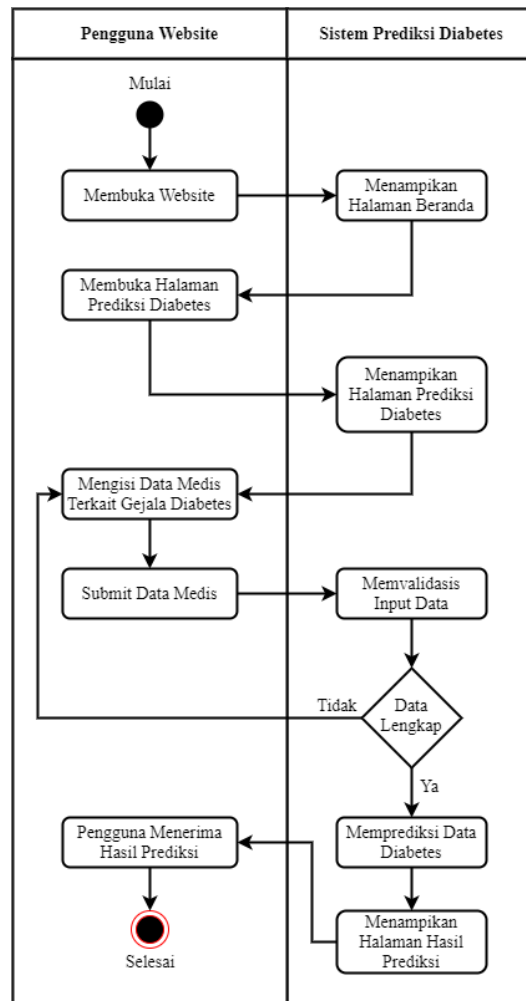 Pengguna Website
Sistem Prediksi Diabetes
Mulai
Membuka Website
Menampikan
Halaman Beranda
Membuka Halaman
Prediksi Diabetes
Menampikan
Halaman Prediksi
Diabetes
Mengisi Data Medis
Terkait Gejala Diabetes
Submit Data Medis
Memvalidasis
Input Data
Tidak
Data
Lengkap
Ya
Pengguna Menerima
Hasil Prediksi
Memprediksi Data
Diabetes
Menampikan
Halaman Hasil
Prediksi
Selesai